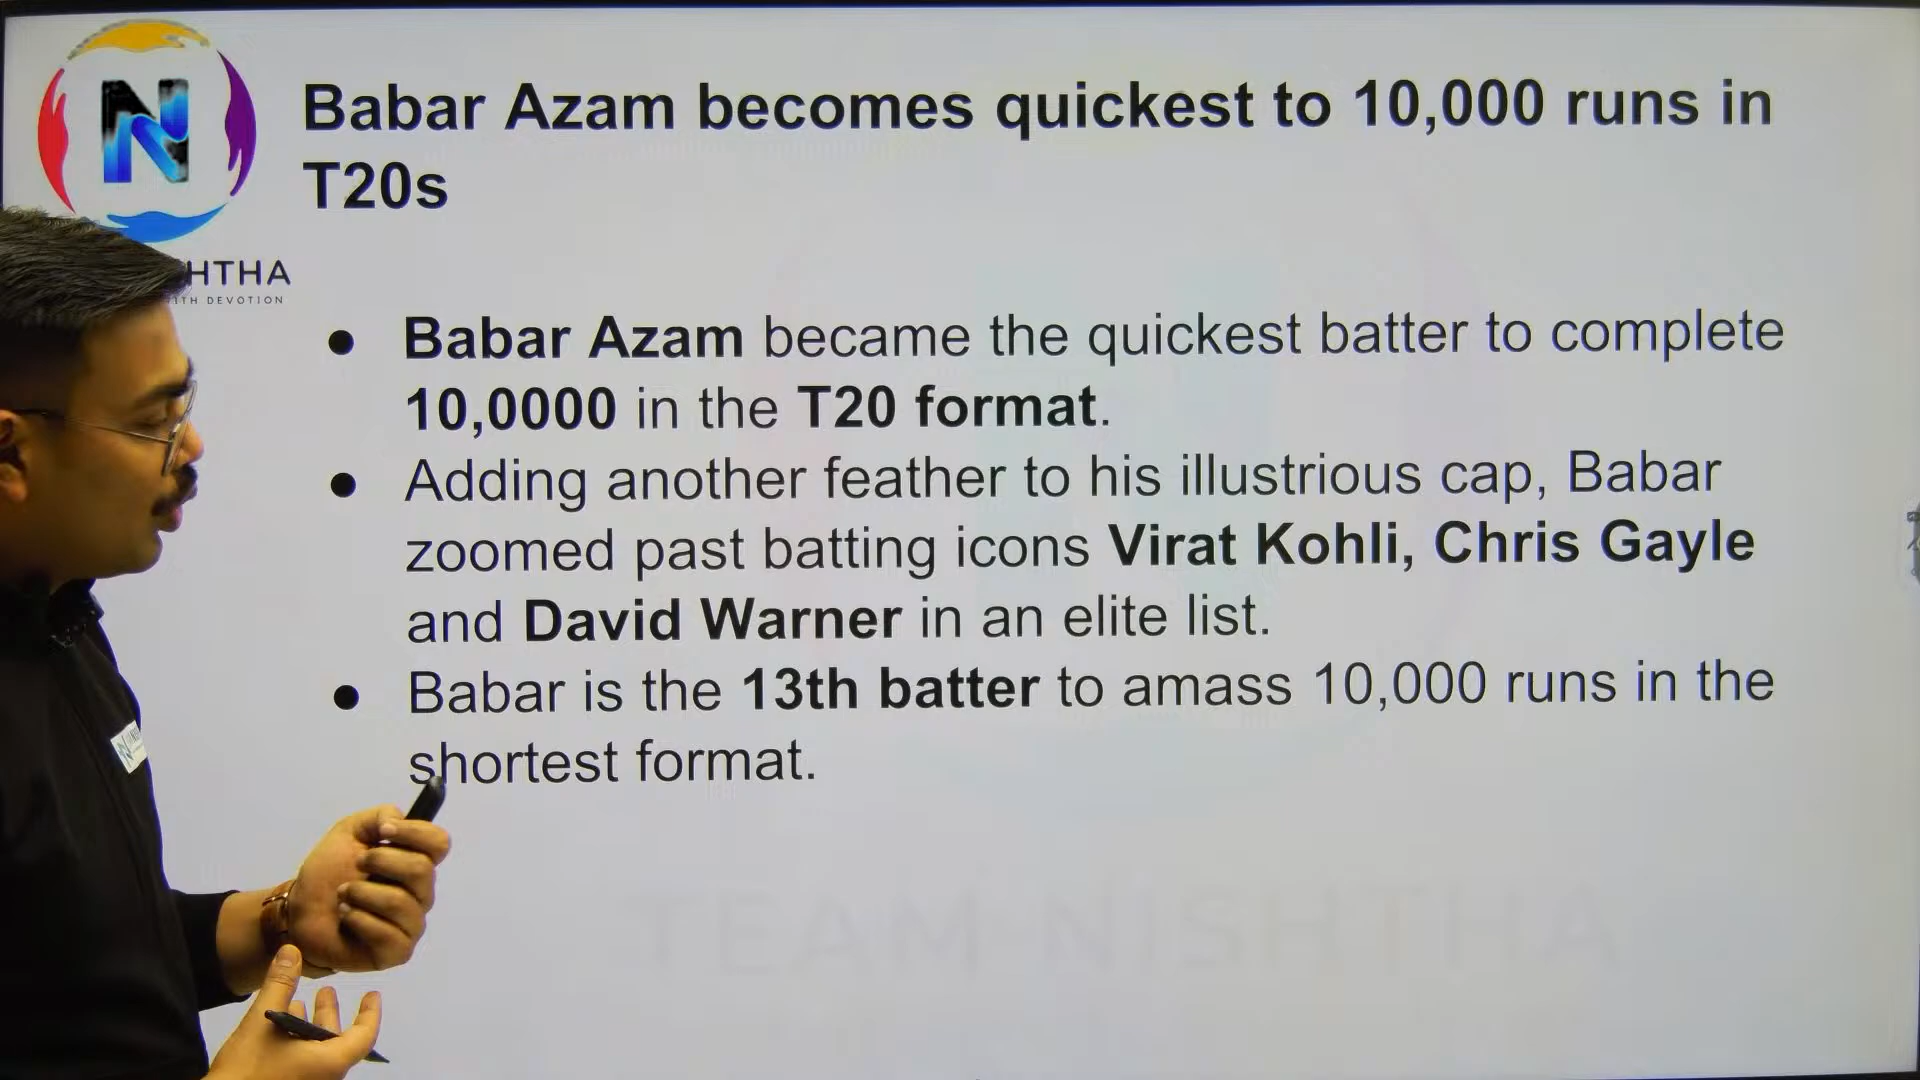 N
Babar Azam becomes quickest to 10,000 runs in
T20s
HTHA
ITH DEVOTION
● Babar Azam became the quickest batter to complete
10,0000 in the T20 format.
● Adding another feather to his illustrious cap, Babar
zoomed past batting icons Virat Kohli, Chris Gayle
and David Warner in an elite list.
● Babar is the 13th batter to amass 10,000 runs in the
shortest format.
TEAM NISHTHA